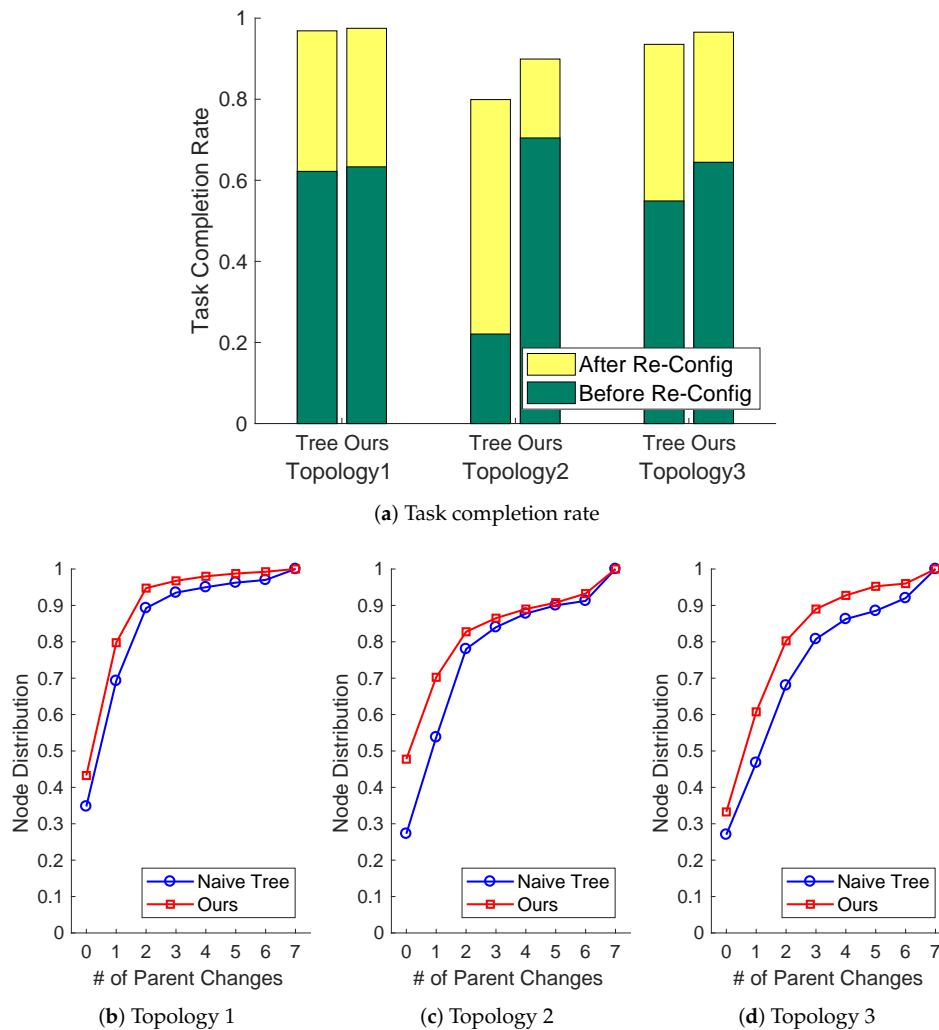 1
0.8
0.6
0.4
0.2
0
Task Completion Rate
After Re-Config
Before Re-Config
Tree Ours Tree Ours Tree Ours
Topology1 Topology2 Topology3
(a) Task completion rate
1
0.9
0.8
0.7
0.6
0.5
0.4
0.3
0.2
0.1
0
Node Distribution
Naive Tree
Ours
0 1 2 3 4 5 6 7
# of Parent Changes
(b) Topology 1
1
0.9
0.8
0.7
0.6
0.5
0.4
0.3
0.2
0.1
0
Node Distribution
Naive Tree
Ours
0 1 2 3 4 5 6 7
# of Parent Changes
(c) Topology 2
1
0.9
0.8
0.7
0.6
0.5
0.4
0.3
0.2
0.1
0
Node Distribution
Naive Tree
Ours
0 1 2 3 4 5 6 7
# of Parent Changes
(d) Topology 3